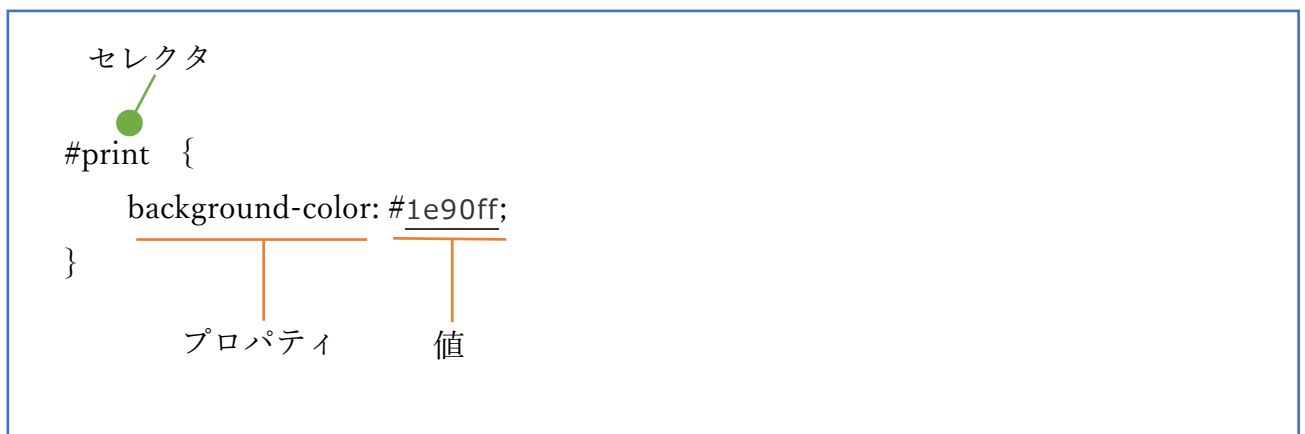 セレクタ
#print {
background-color: #1e90ff;
}
プロパティ 値